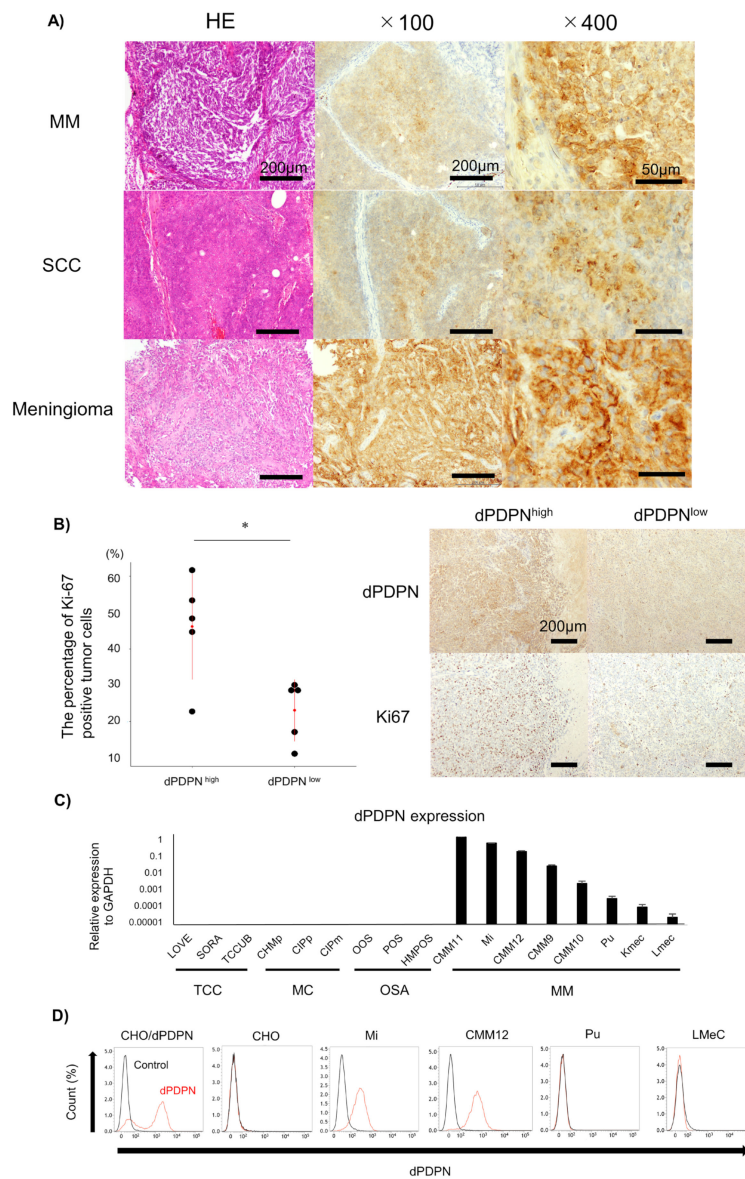 A)
HE
×100
×400
MM
200μm
200μm
50μm
SCC
Meningioma
B)
*
(%)
60
50
40
30
20
10
The percentage of Ki-67
positive tumor cells
dPDPN high
dPDPN low
dPDPNhigh
dPDPNlow
dPDPN
200μm
Ki67
C)
dPDPN expression
Relative expression
to GAPDH
1
0.1
0.01
0.001
0.0001
0.00001
LOVE
SORA
TCCUB
CHMp
CIPp
CIPm
OOS
POS
HMPOS
CMM11
Mi
CMM12
CMM9
CMM10
Pu
Kmec
Lmec
TCC
MC
OSA
MM
D)
CHO/dPDPN
CHO
Mi
CMM12
Pu
LMeC
Control
dPDPN
Count (%)
dPDPN